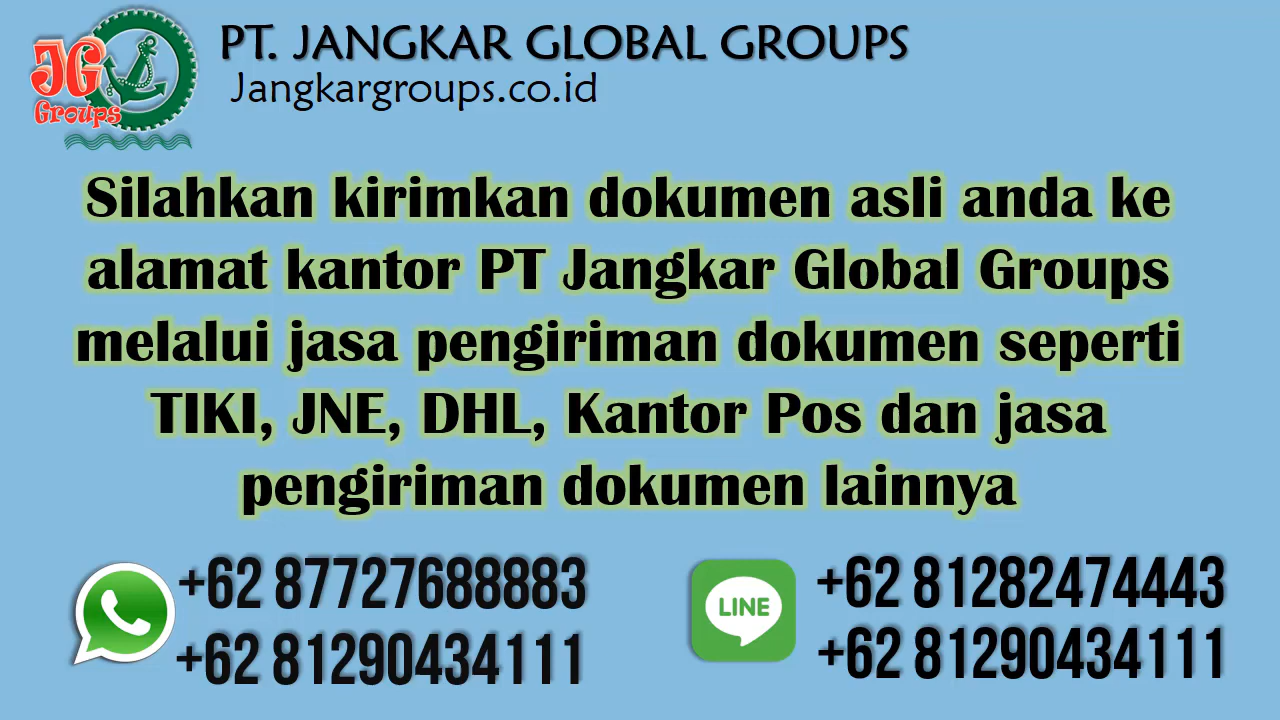 JG
Groups
PT. JANGKAR GLOBAL GROUPS
Jangkargroups.co.id
Silahkan kirimkan dokumen asli anda ke
alamat kantor PT Jangkar Global Groups
melalui jasa pengiriman dokumen seperti
TIKI, JNE, DHL, Kantor Pos dan jasa
pengiriman dokumen lainnya
+62 87727688883
+62 81290434111
LINE
+62 81282474443
+62 81290434111